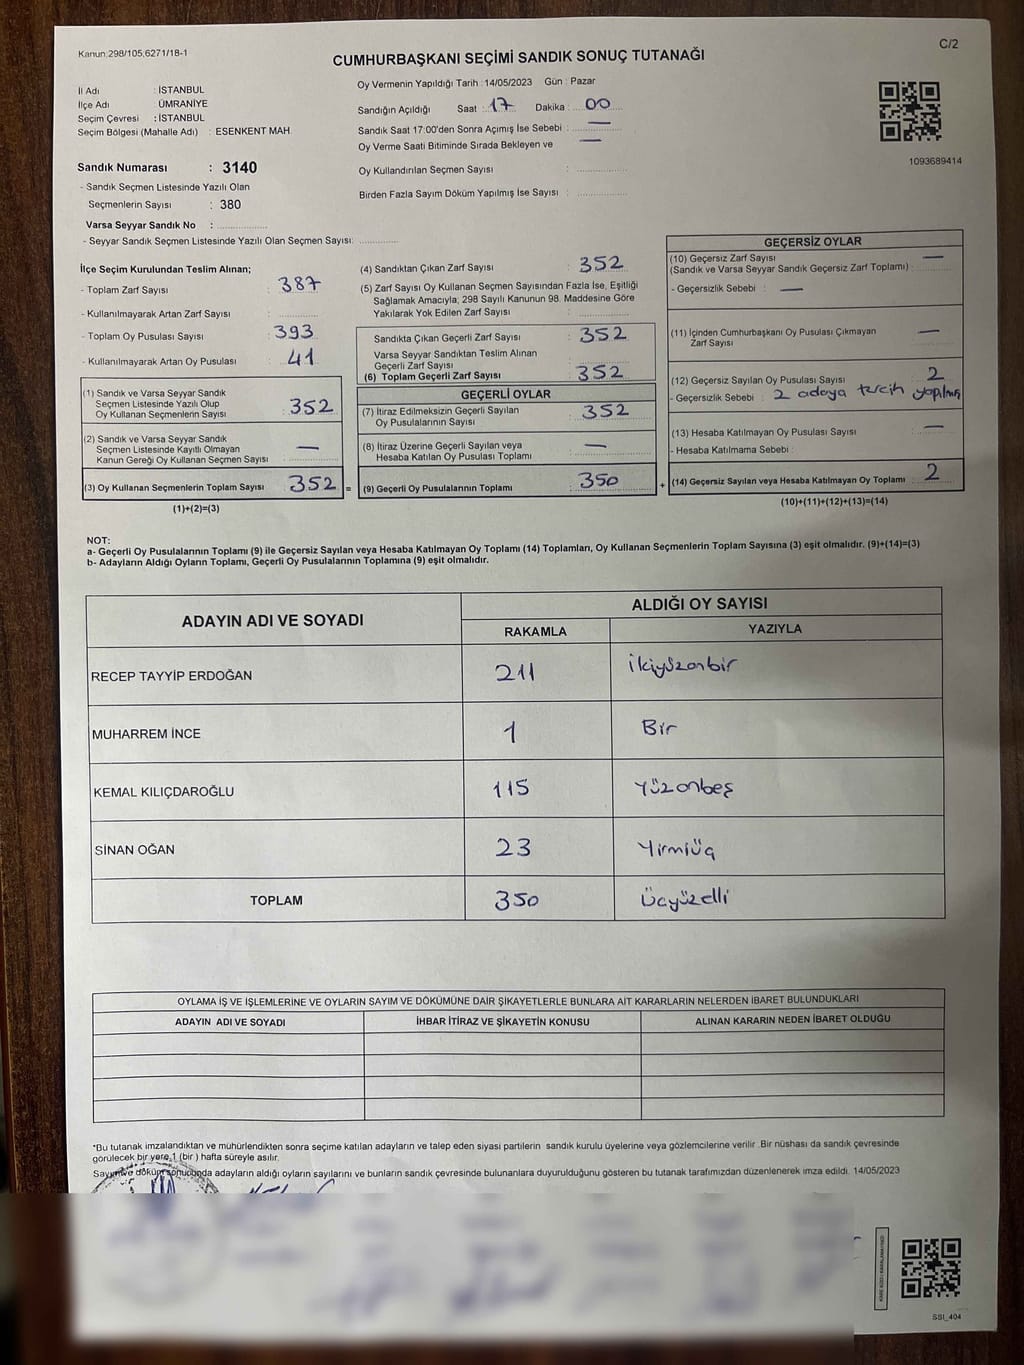 Kanun:298/105,6271/18-1
C/2
CUMHURBAŞKANI SEÇİMİ SANDIK SONUÇ TUTANAĞI
İl Adı : İSTANBUL
İlçe Adı : ÜMRANİYE
Seçim Çevresi : İSTANBUL
Seçim Bölgesi (Mahalle Adı) : ESENKENT MAH.
Oy Vermenin Yapıldığı Tarih : 14/05/2023 Gün : Pazar
Sandığın Açıldığı Saat : 17 Dakika : 00
Sandık Saat 17:00'den Sonra Açımış İse Sebebi : —
Oy Verme Saati Bitiminde Sırada Bekleyen ve —
Oy Kullandırılan Seçmen Sayısı :
Birden Fazla Sayım Döküm Yapılmış İse Sayısı :
1093689414
Sandık Numarası : 3140
- Sandık Seçmen Listesinde Yazılı Olan
Seçmenlerin Sayısı : 380
Varsa Seyyar Sandık No :
- Seyyar Sandık Seçmen Listesinde Yazılı Olan Seçmen Sayısı:
İlçe Seçim Kurulundan Teslim Alınan;
- Toplam Zarf Sayısı : 387
- Kullanılmayarak Artan Zarf Sayısı :
- Toplam Oy Pusulası Sayısı : 393
- Kullanılmayarak Artan Oy Pusulası : 41
(1) Sandık ve Varsa Seyyar Sandık
Seçmen Listesinde Yazılı Olup
Oy Kullanan Seçmenlerin Sayısı : 352
(2) Sandık ve Varsa Seyyar Sandık
Seçmen Listesinde Kayıtlı Olmayan
Kanun Gereği Oy Kullanan Seçmen Sayısı : —
(3) Oy Kullanan Seçmenlerin Toplam Sayısı : 352 =
(1)+(2)=(3)
(4) Sandıktan Çıkan Zarf Sayısı : 352
(5) Zarf Sayısı Oy Kullanan Seçmen Sayısından Fazla İse, Eşitliği
Sağlamak Amacıyla; 298 Sayılı Kanunun 98. Maddesine Göre
Yakılarak Yok Edilen Zarf Sayısı :
Sandıkta Çıkan Geçerli Zarf Sayısı : 352
Varsa Seyyar Sandıktan Teslim Alınan
Geçerli Zarf Sayısı :
(6) Toplam Geçerli Zarf Sayısı : 352
GEÇERLİ OYLAR
(7) İtiraz Edilmeksizin Geçerli Sayılan
Oy Pusulalarının Sayısı : 352
(8) İtiraz Üzerine Geçerli Sayılan veya
Hesaba Katılan Oy Pusulası Toplamı : —
(9) Geçerli Oy Pusulalarının Toplamı : 350 +
GEÇERSİZ OYLAR
(10) Geçersiz Zarf Sayısı —
(Sandık ve Varsa Seyyar Sandık Geçersiz Zarf Toplamı) :
- Geçersizlik Sebebi : —
(11) İçinden Cumhurbaşkanı Oy Pusulası Çıkmayan
Zarf Sayısı : —
(12) Geçersiz Sayılan Oy Pusulası Sayısı : 2
- Geçersizlik Sebebi : 2 adaya tercih yapılmış
(13) Hesaba Katılmayan Oy Pusulası Sayısı : —
- Hesaba Katılmama Sebebi :
(14) Geçersiz Sayılan veya Hesaba Katılmayan Oy Toplamı : 2
(10)+(11)+(12)+(13)=(14)
NOT:
a- Geçerli Oy Pusulalarının Toplamı (9) ile Geçersiz Sayılan veya Hesaba Katılmayan Oy Toplamı (14) Toplamları, Oy Kullanan Seçmenlerin Toplam Sayısına (3) eşit olmalıdır. (9)+(14)=(3)
b- Adayların Aldığı Oyların Toplamı, Geçerli Oy Pusulalarının Toplamına (9) eşit olmalıdır.
ADAYIN ADI VE SOYADI
ALDIĞI OY SAYISI
RAKAMLA YAZIYLA
RECEP TAYYİP ERDOĞAN 211 İkiyüzonbir
MUHARREM İNCE 1 Bir
KEMAL KILIÇDAROĞLU 115 Yüzonbeş
SİNAN OĞAN 23 Yirmiüç
TOPLAM 350 Üçyüzelli
OYLAMA İŞ VE İŞLEMLERİNE VE OYLARIN SAYIM VE DÖKÜMÜNE DAİR ŞİKAYETLERLE BUNLARA AİT KARARLARIN NELERDEN İBARET BULUNDUKLARI
ADAYIN ADI VE SOYADI İHBAR İTİRAZ VE ŞİKAYETİN KONUSU ALINAN KARARIN NEDEN İBARET OLDUĞU
*Bu tutanak imzalandıktan ve mühürlendikten sonra seçime katılan adayların ve talep eden siyasi partilerin sandık kurulu üyelerine veya gözlemcilerine verilir. Bir nüshası da sandık çevresinde
görülecek bir yere 1 (bir ) hafta süreyle asılır.
Sayım ve döküm sonucunda adayların aldığı oyların sayılarını ve bunların sandık çevresinde bulunanlara duyurulduğunu gösteren bu tutanak tarafımızdan düzenlenerek imza edildi. 14/05/2023
SSI_404